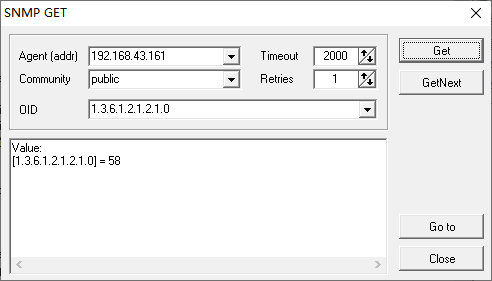 SNMP GET
Agent (addr) 192.168.43.161 Timeout 2000 Get
Community public Retries 1 GetNext
OID 1.3.6.1.2.1.2.1.0
Value:
[1.3.6.1.2.1.2.1.0] = 58
Go to
Close